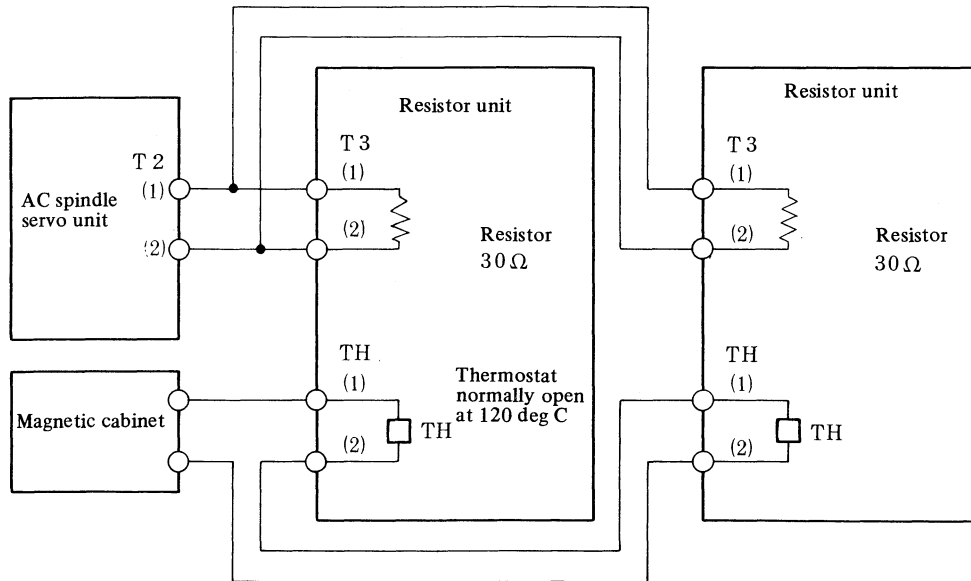 AC spindle
servo unit
T 2
(1)
(2)
Magnetic cabinet
Resistor unit
T 3
(1)
(2)
Resistor
30 Ω
TH
(1)
(2)
TH
Thermostat
normally open
at 120 deg C
Resistor unit
T 3
(1)
(2)
Resistor
30 Ω
TH
(1)
(2)
TH